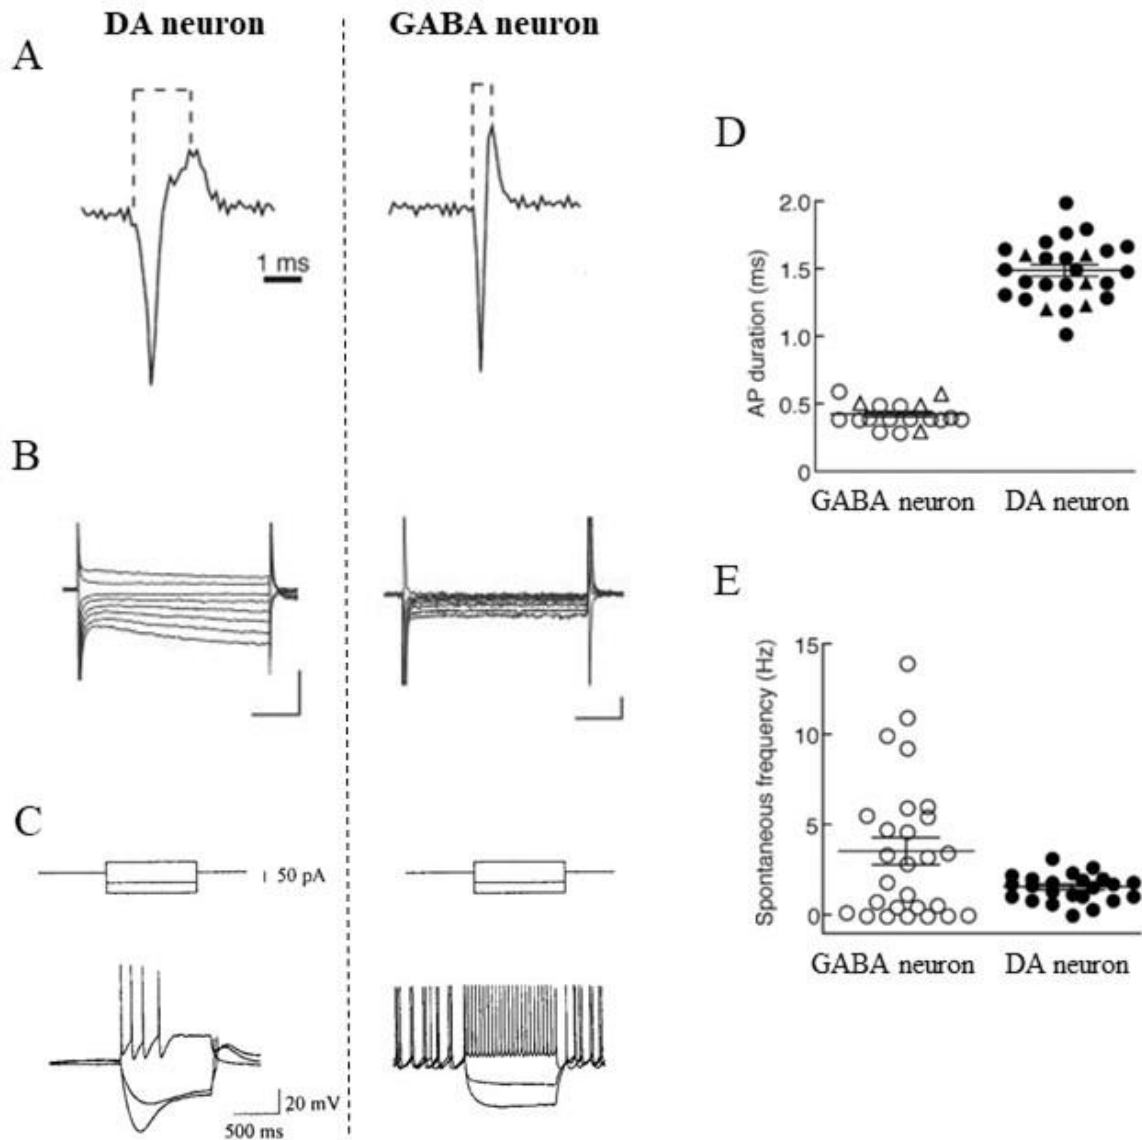 DA neuron
GABA neuron
A
1 ms
B
C
50 pA
20 mV
500 ms
D
AP duration (ms)
2.0
1.5
1.0
0.5
0
GABA neuron
DA neuron
E
Spontaneous frequency (Hz)
15
10
5
0
GABA neuron
DA neuron